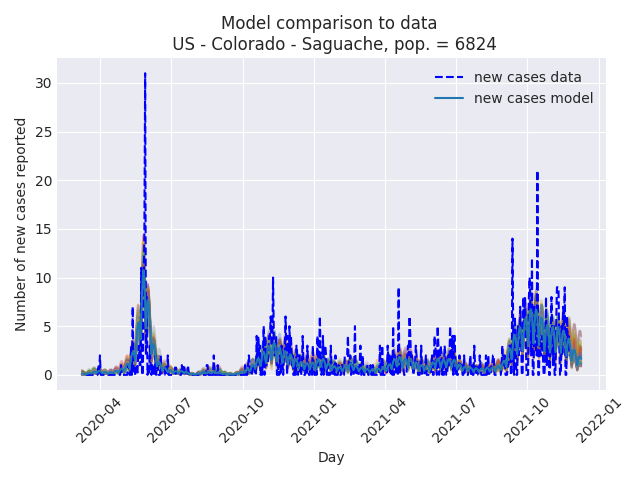 Model comparison to data
US - Colorado - Saguache, pop. = 6824
new cases data
new cases model
Number of new cases reported
30
25
20
15
10
5
0
2020-04
2020-07
2020-10
2021-01
2021-04
2021-07
2021-10
2022-01
Day